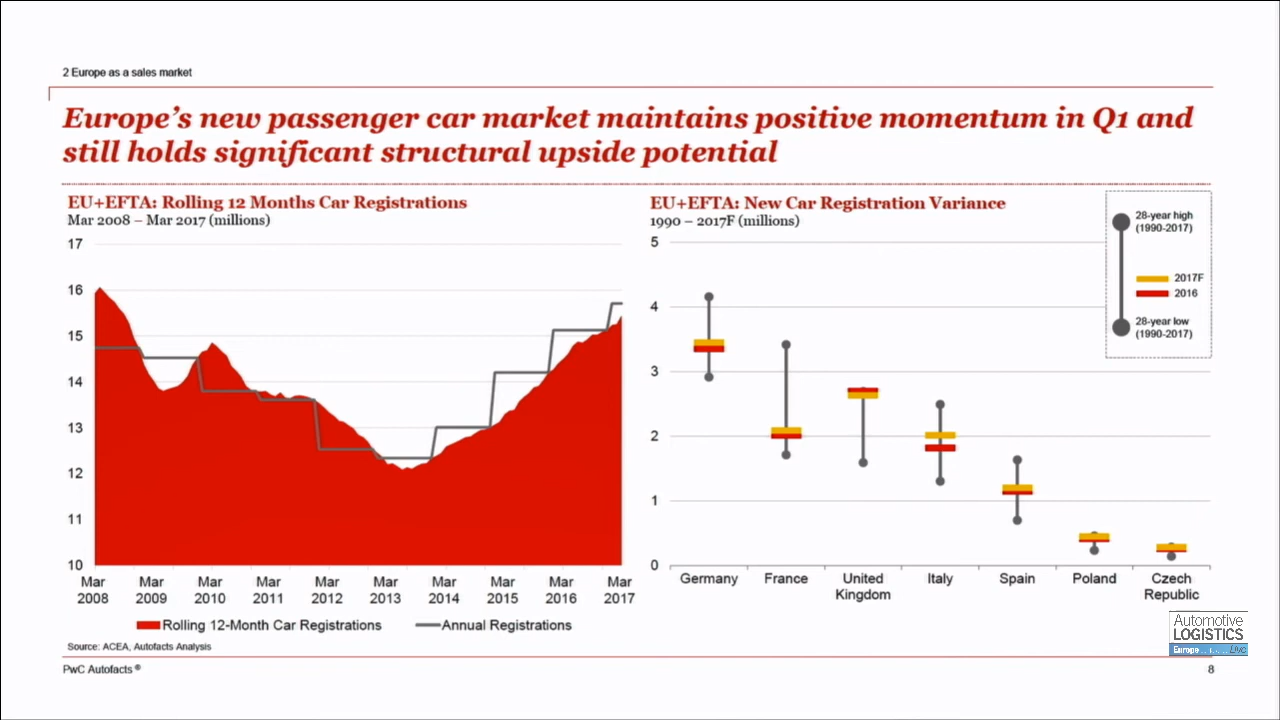 2 Europe as a sales market
Europe's new passenger car market maintains positive momentum in Q1 and
still holds significant structural upside potential
EU+EFTA: Rolling 12 Months Car Registrations
Mar 2008 – Mar 2017 (millions)
17
16
15
14
13
12
11
10
Mar 2008
Mar 2009
Mar 2010
Mar 2011
Mar 2012
Mar 2013
Mar 2014
Mar 2015
Mar 2016
Mar 2017
Rolling 12-Month Car Registrations
Annual Registrations
EU+EFTA: New Car Registration Variance
1990 – 2017F (millions)
5
4
3
2
1
0
Germany
France
United
Kingdom
Italy
Spain
Poland
Czech
Republic
28-year high
(1990-2017)
2017F
2016
28-year low
(1990-2017)
Source: ACEA, Autofacts Analysis
PwC Autofacts ®
8
Automotive
LOGISTICS
Europe Live